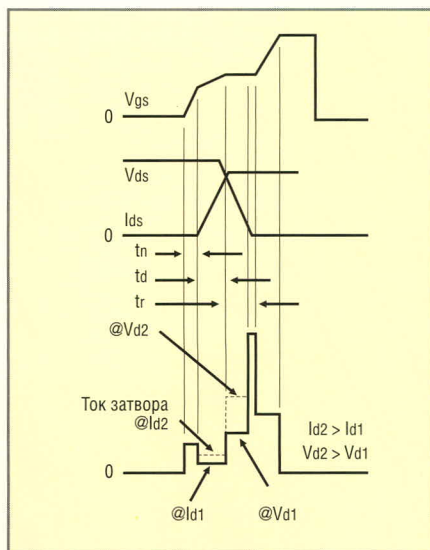 Vgs
0
Vds
Ids
0
tn
td
tr
@Vd2
Ток затвора
@Id2
Id2 > Id1
Vd2 > Vd1
0
@Id1
@Vd1